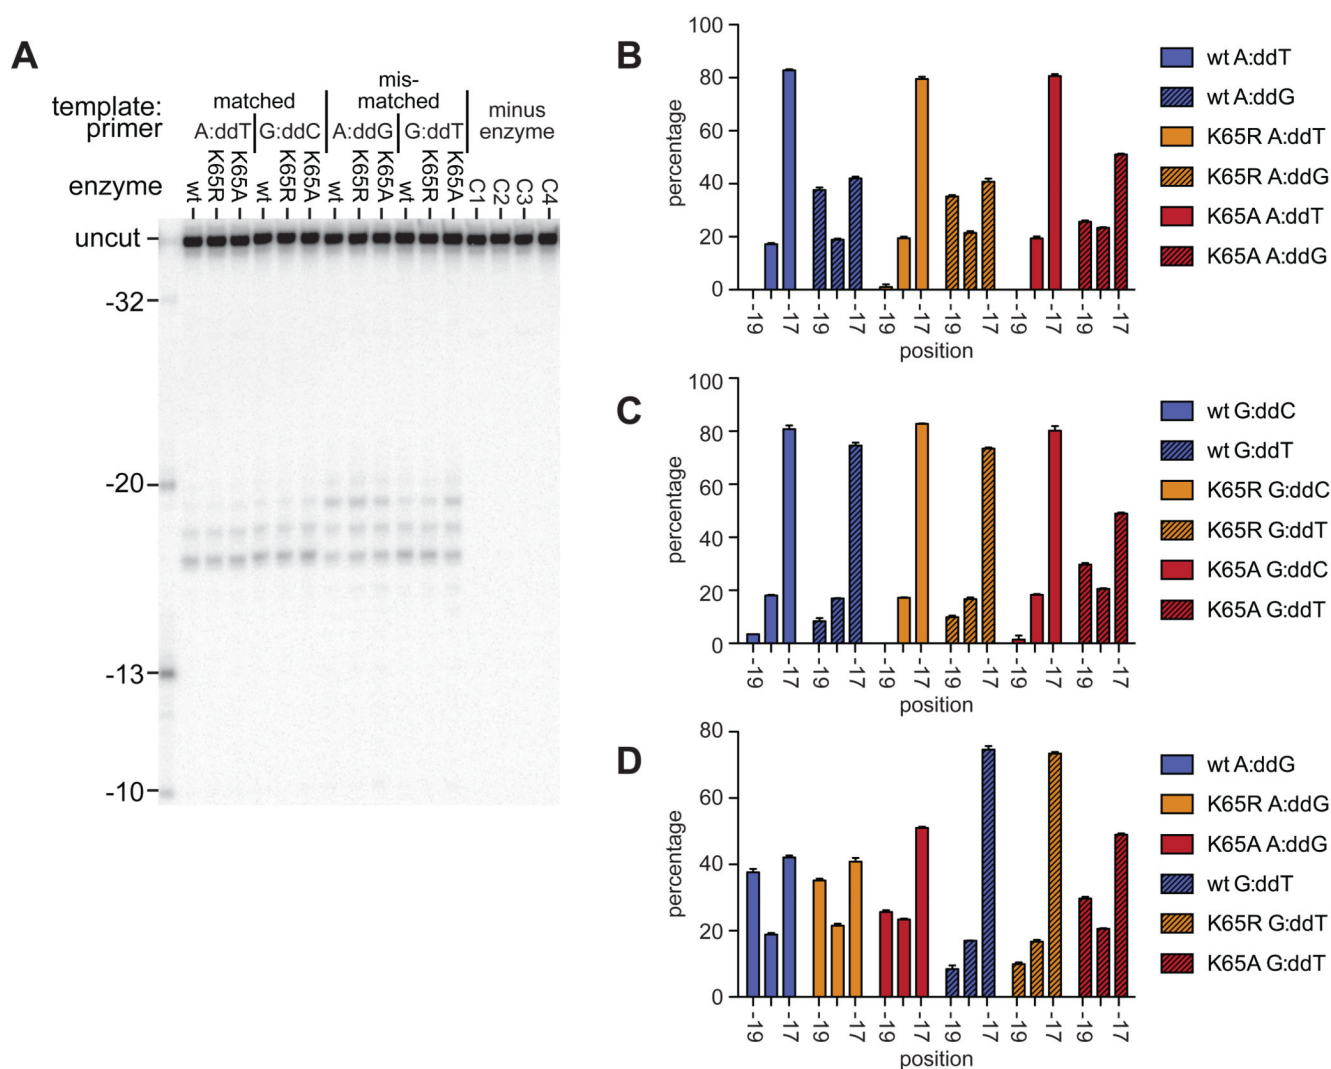 A
template:
primer
matched
mis-
matched
minus
enzyme
A:ddT
G:ddC
A:ddG
G:ddT
enzyme
wt
K65R
K65A
wt
K65R
K65A
wt
K65R
K65A
wt
K65R
K65A
C1
C2
C3
C4
uncut
-32
-20
-13
-10
B
percentage
100
80
60
40
20
0
-19
-17
-19
-17
-19
-17
-19
-17
-19
-17
-19
-17
position
wt A:ddT
wt A:ddG
K65R A:ddT
K65R A:ddG
K65A A:ddT
K65A A:ddG
C
percentage
100
80
60
40
20
0
-19
-17
-19
-17
-19
-17
-19
-17
-19
-17
-19
-17
position
wt G:ddC
wt G:ddT
K65R G:ddC
K65R G:ddT
K65A G:ddC
K65A G:ddT
D
percentage
80
60
40
20
0
-19
-17
-19
-17
-19
-17
-19
-17
-19
-17
-19
-17
position
wt A:ddG
K65R A:ddG
K65A A:ddG
wt G:ddT
K65R G:ddT
K65A G:ddT